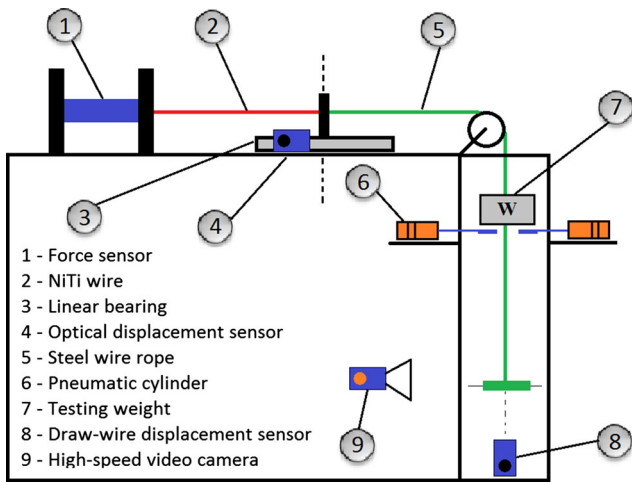 1
2
5
7
W
6
3
4
1 - Force sensor
2 - NiTi wire
3 - Linear bearing
4 - Optical displacement sensor
5 - Steel wire rope
6 - Pneumatic cylinder
7 - Testing weight
8 - Draw-wire displacement sensor
9 - High-speed video camera
9
8